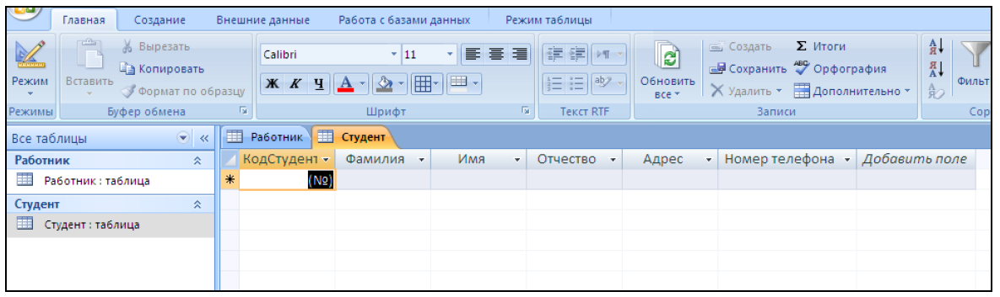 Главная Создание Внешние данные Работа с базами данных Режим таблицы
Режим
Режимы
Вставить
Вырезать
Копировать
Формат по образцу
Буфер обмена
Calibri 11
Ж К Ч
Шрифт
Текст RTF
Обновить все
Создать
Сохранить
Удалить
Σ Итоги
Орфография
Дополнительно
Записи
Фильт
Сор
Все таблицы
Работник
Работник : таблица
Студент
Студент : таблица
Работник Студент
КодСтудент Фамилия Имя Отчество Адрес Номер телефона Добавить поле
(№)